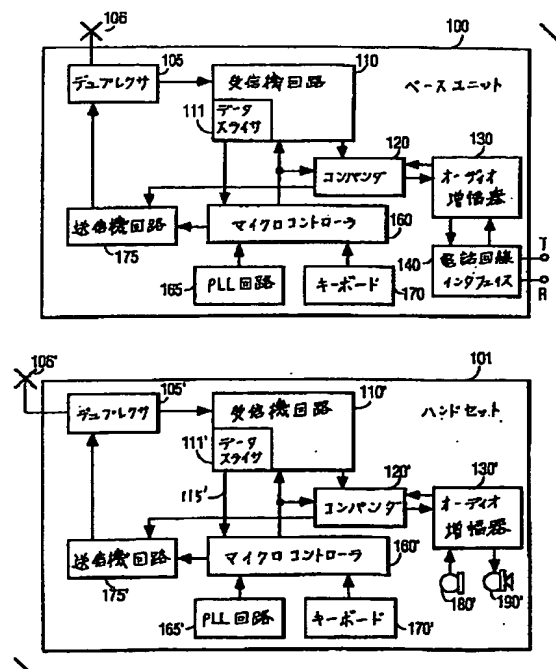 106
100
105
110
デュプレクサ
受信機回路
ベースユニット
111
データ
スライサ
120
130
コンパンダ
オーディオ
増幅器
送信機回路
マイクロコントローラ
160
175
140
電話回線
インタフェイス
T
R
165
PLL回路
キーボード
170
106'
101
105'
110'
デュプレクサ
受信機回路
ハンドセット
111'
データ
スライサ
115'
120'
130'
コンパンダ
オーディオ
増幅器
送信機回路
マイクロコントローラ
160'
175'
180'
190'
165'
PLL回路
キーボード
170'